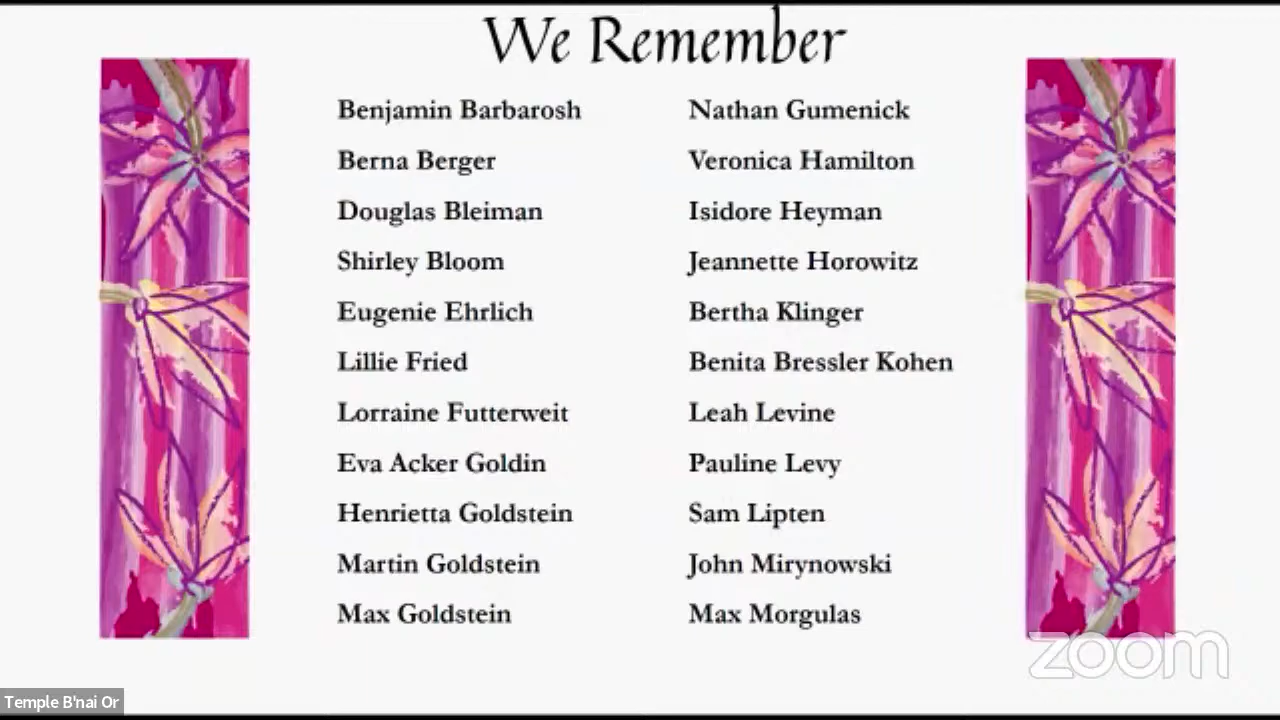 We Remember
Benjamin Barbarosh
Berna Berger
Douglas Bleiman
Shirley Bloom
Eugenie Ehrlich
Lillie Fried
Lorraine Futterweit
Eva Acker Goldin
Henrietta Goldstein
Martin Goldstein
Max Goldstein
Nathan Gumenick
Veronica Hamilton
Isidore Heyman
Jeannette Horowitz
Bertha Klinger
Benita Bressler Kohen
Leah Levine
Pauline Levy
Sam Lipten
John Mirynowski
Max Morgulas
zoom
Temple B'nai Or